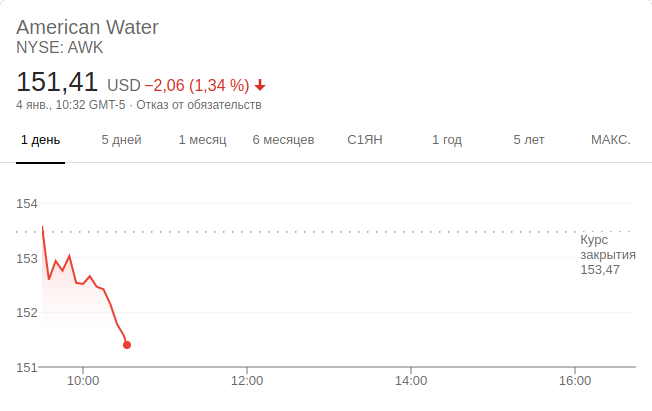 American Water
NYSE: AWK
151,41 USD −2,06 (1,34 %)
4 янв., 10:32 GMT-5 · Отказ от обязательств
1 день 5 дней 1 месяц 6 месяцев С1ЯН 1 год 5 лет МАКС.
154
Курс
закрытия
153,47
153
152
151
10:00 12:00 14:00 16:00